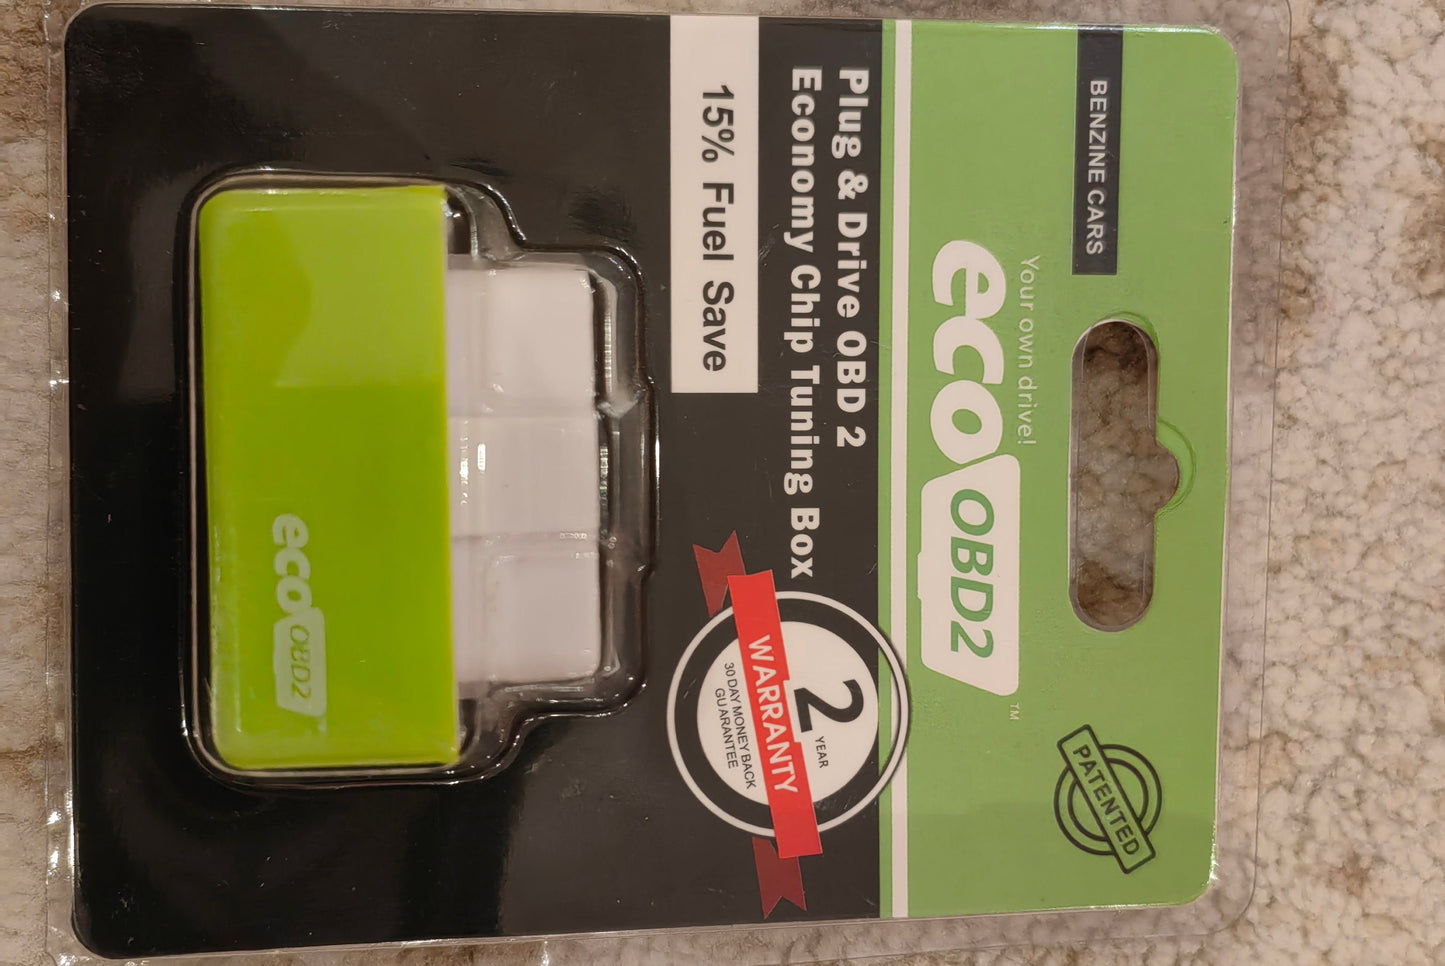 BENZINE CARS
Your own drive!
eco OBD2 ™
PATENTED
Plug & Drive OBD 2
Economy Chip Tuning Box
15% Fuel Save
2 YEAR
WARRANTY
30 DAY MONEY BACK
GUARANTEE
eco OBD2